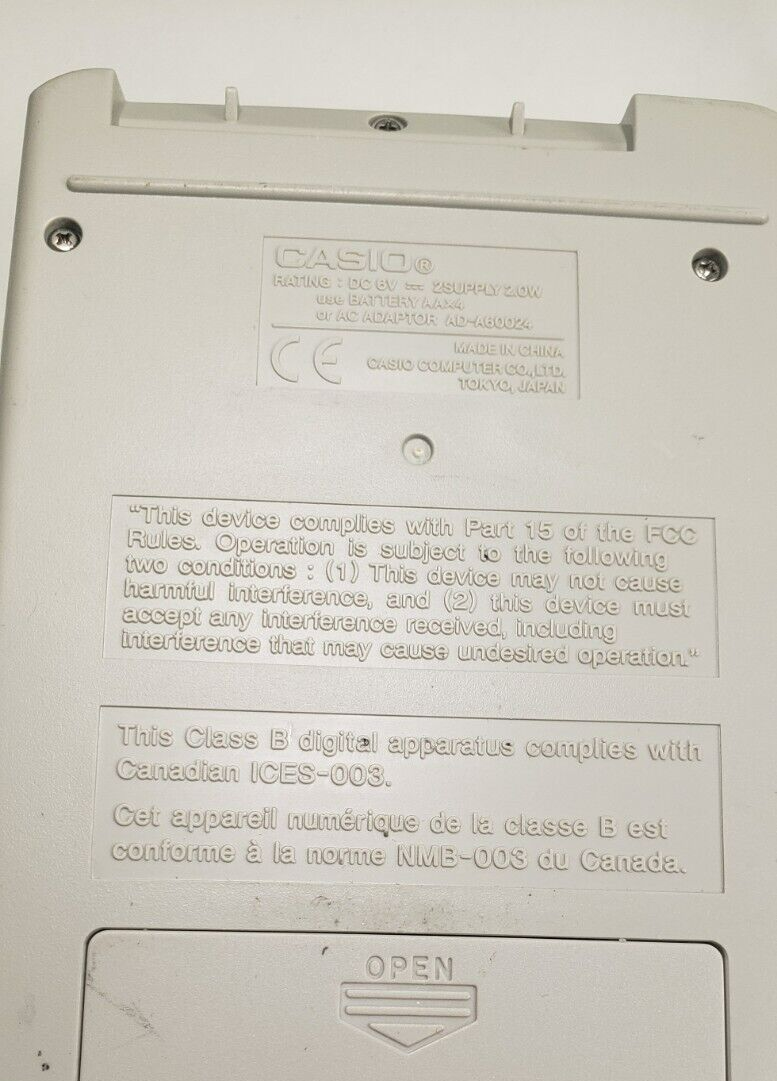 CASIO®
RATING : DC 6V ⎓ 2SUPPLY 2.0W
use BATTERY AA×4
or AC ADAPTOR AD-A60024
CE
MADE IN CHINA
CASIO COMPUTER CO.,LTD.
TOKYO, JAPAN
"This device complies with Part 15 of the FCC
Rules. Operation is subject to the following
two conditions : (1) This device may not cause
harmful interference, and (2) this device must
accept any interference received, including
interference that may cause undesired operation."
This Class B digital apparatus complies with
Canadian ICES-003.
Cet appareil numérique de la classe B est
conforme à la norme NMB-003 du Canada.
OPEN